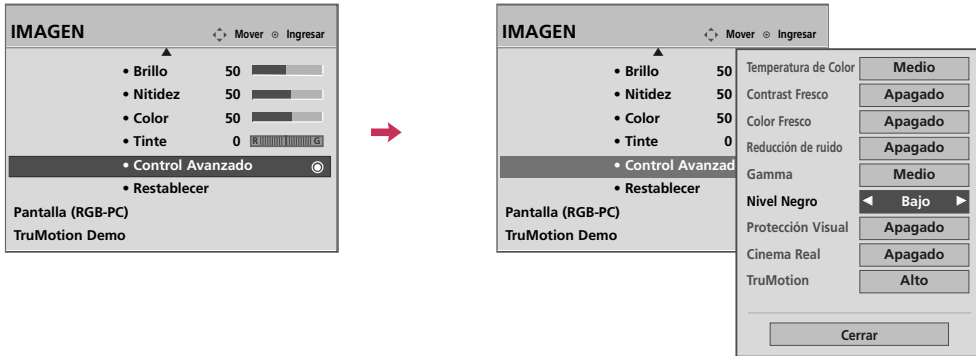 IMAGEN
Mover Ingresar
• Brillo 50
• Nitidez 50
• Color 50
• Tinte 0 R G
• Control Avanzado
• Restablecer
Pantalla (RGB-PC)
TruMotion Demo
IMAGEN
Mover Ingresar
• Brillo 50
• Nitidez 50
• Color 50
• Tinte 0
• Control Avanzad
• Restablecer
Pantalla (RGB-PC)
TruMotion Demo
Temperatura de Color Medio
Contrast Fresco Apagado
Color Fresco Apagado
Reducción de ruido Apagado
Gamma Medio
Nivel Negro ◀ Bajo ▶
Protección Visual Apagado
Cinema Real Apagado
TruMotion Alto
Cerrar